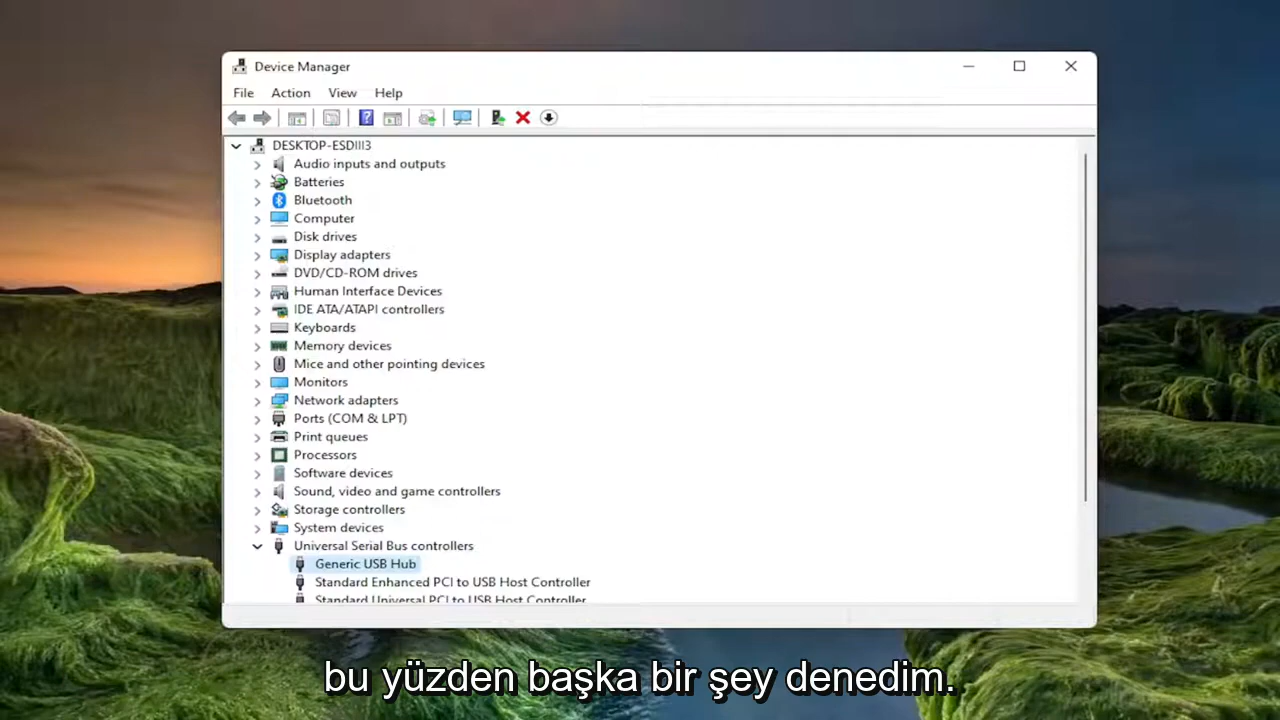 Device Manager
File Action View Help
DESKTOP-ESDIII3
Audio inputs and outputs
Batteries
Bluetooth
Computer
Disk drives
Display adapters
DVD/CD-ROM drives
Human Interface Devices
IDE ATA/ATAPI controllers
Keyboards
Memory devices
Mice and other pointing devices
Monitors
Network adapters
Ports (COM & LPT)
Print queues
Processors
Software devices
Sound, video and game controllers
Storage controllers
System devices
Universal Serial Bus controllers
Generic USB Hub
Standard Enhanced PCI to USB Host Controller
Standard Universal PCI to USB Host Controller
bu yüzden başka bir şey denedim.